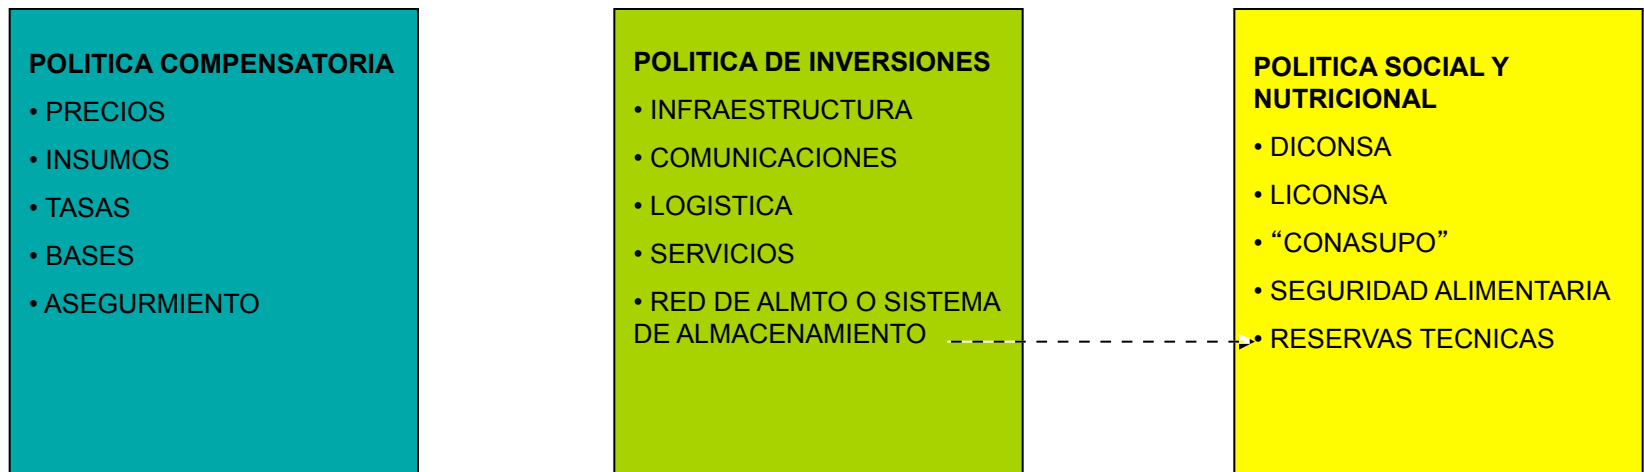 POLITICA COMPENSATORIA
• PRECIOS
• INSUMOS
• TASAS
• BASES
• ASEGURMIENTO
POLITICA DE INVERSIONES
• INFRAESTRUCTURA
• COMUNICACIONES
• LOGISTICA
• SERVICIOS
• RED DE ALMTO O SISTEMA
DE ALMACENAMIENTO
POLITICA SOCIAL Y
NUTRICIONAL
• DICONSA
• LICONSA
• “CONASUPO”
• SEGURIDAD ALIMENTARIA
• RESERVAS TECNICAS